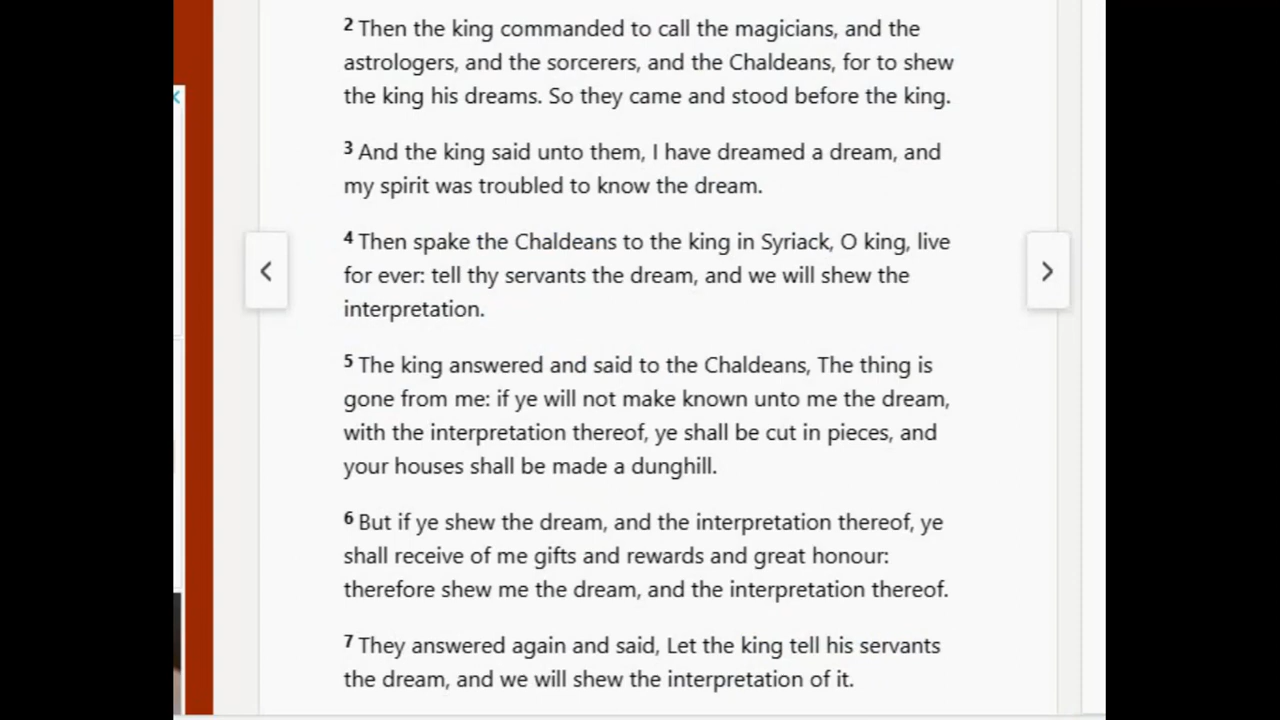 2 Then the king commanded to call the magicians, and the
astrologers, and the sorcerers, and the Chaldeans, for to shew
the king his dreams. So they came and stood before the king.
3 And the king said unto them, I have dreamed a dream, and
my spirit was troubled to know the dream.
4 Then spake the Chaldeans to the king in Syriack, O king, live
for ever: tell thy servants the dream, and we will shew the
interpretation.
5 The king answered and said to the Chaldeans, The thing is
gone from me: if ye will not make known unto me the dream,
with the interpretation thereof, ye shall be cut in pieces, and
your houses shall be made a dunghill.
6 But if ye shew the dream, and the interpretation thereof, ye
shall receive of me gifts and rewards and great honour:
therefore shew me the dream, and the interpretation thereof.
7 They answered again and said, Let the king tell his servants
the dream, and we will shew the interpretation of it.